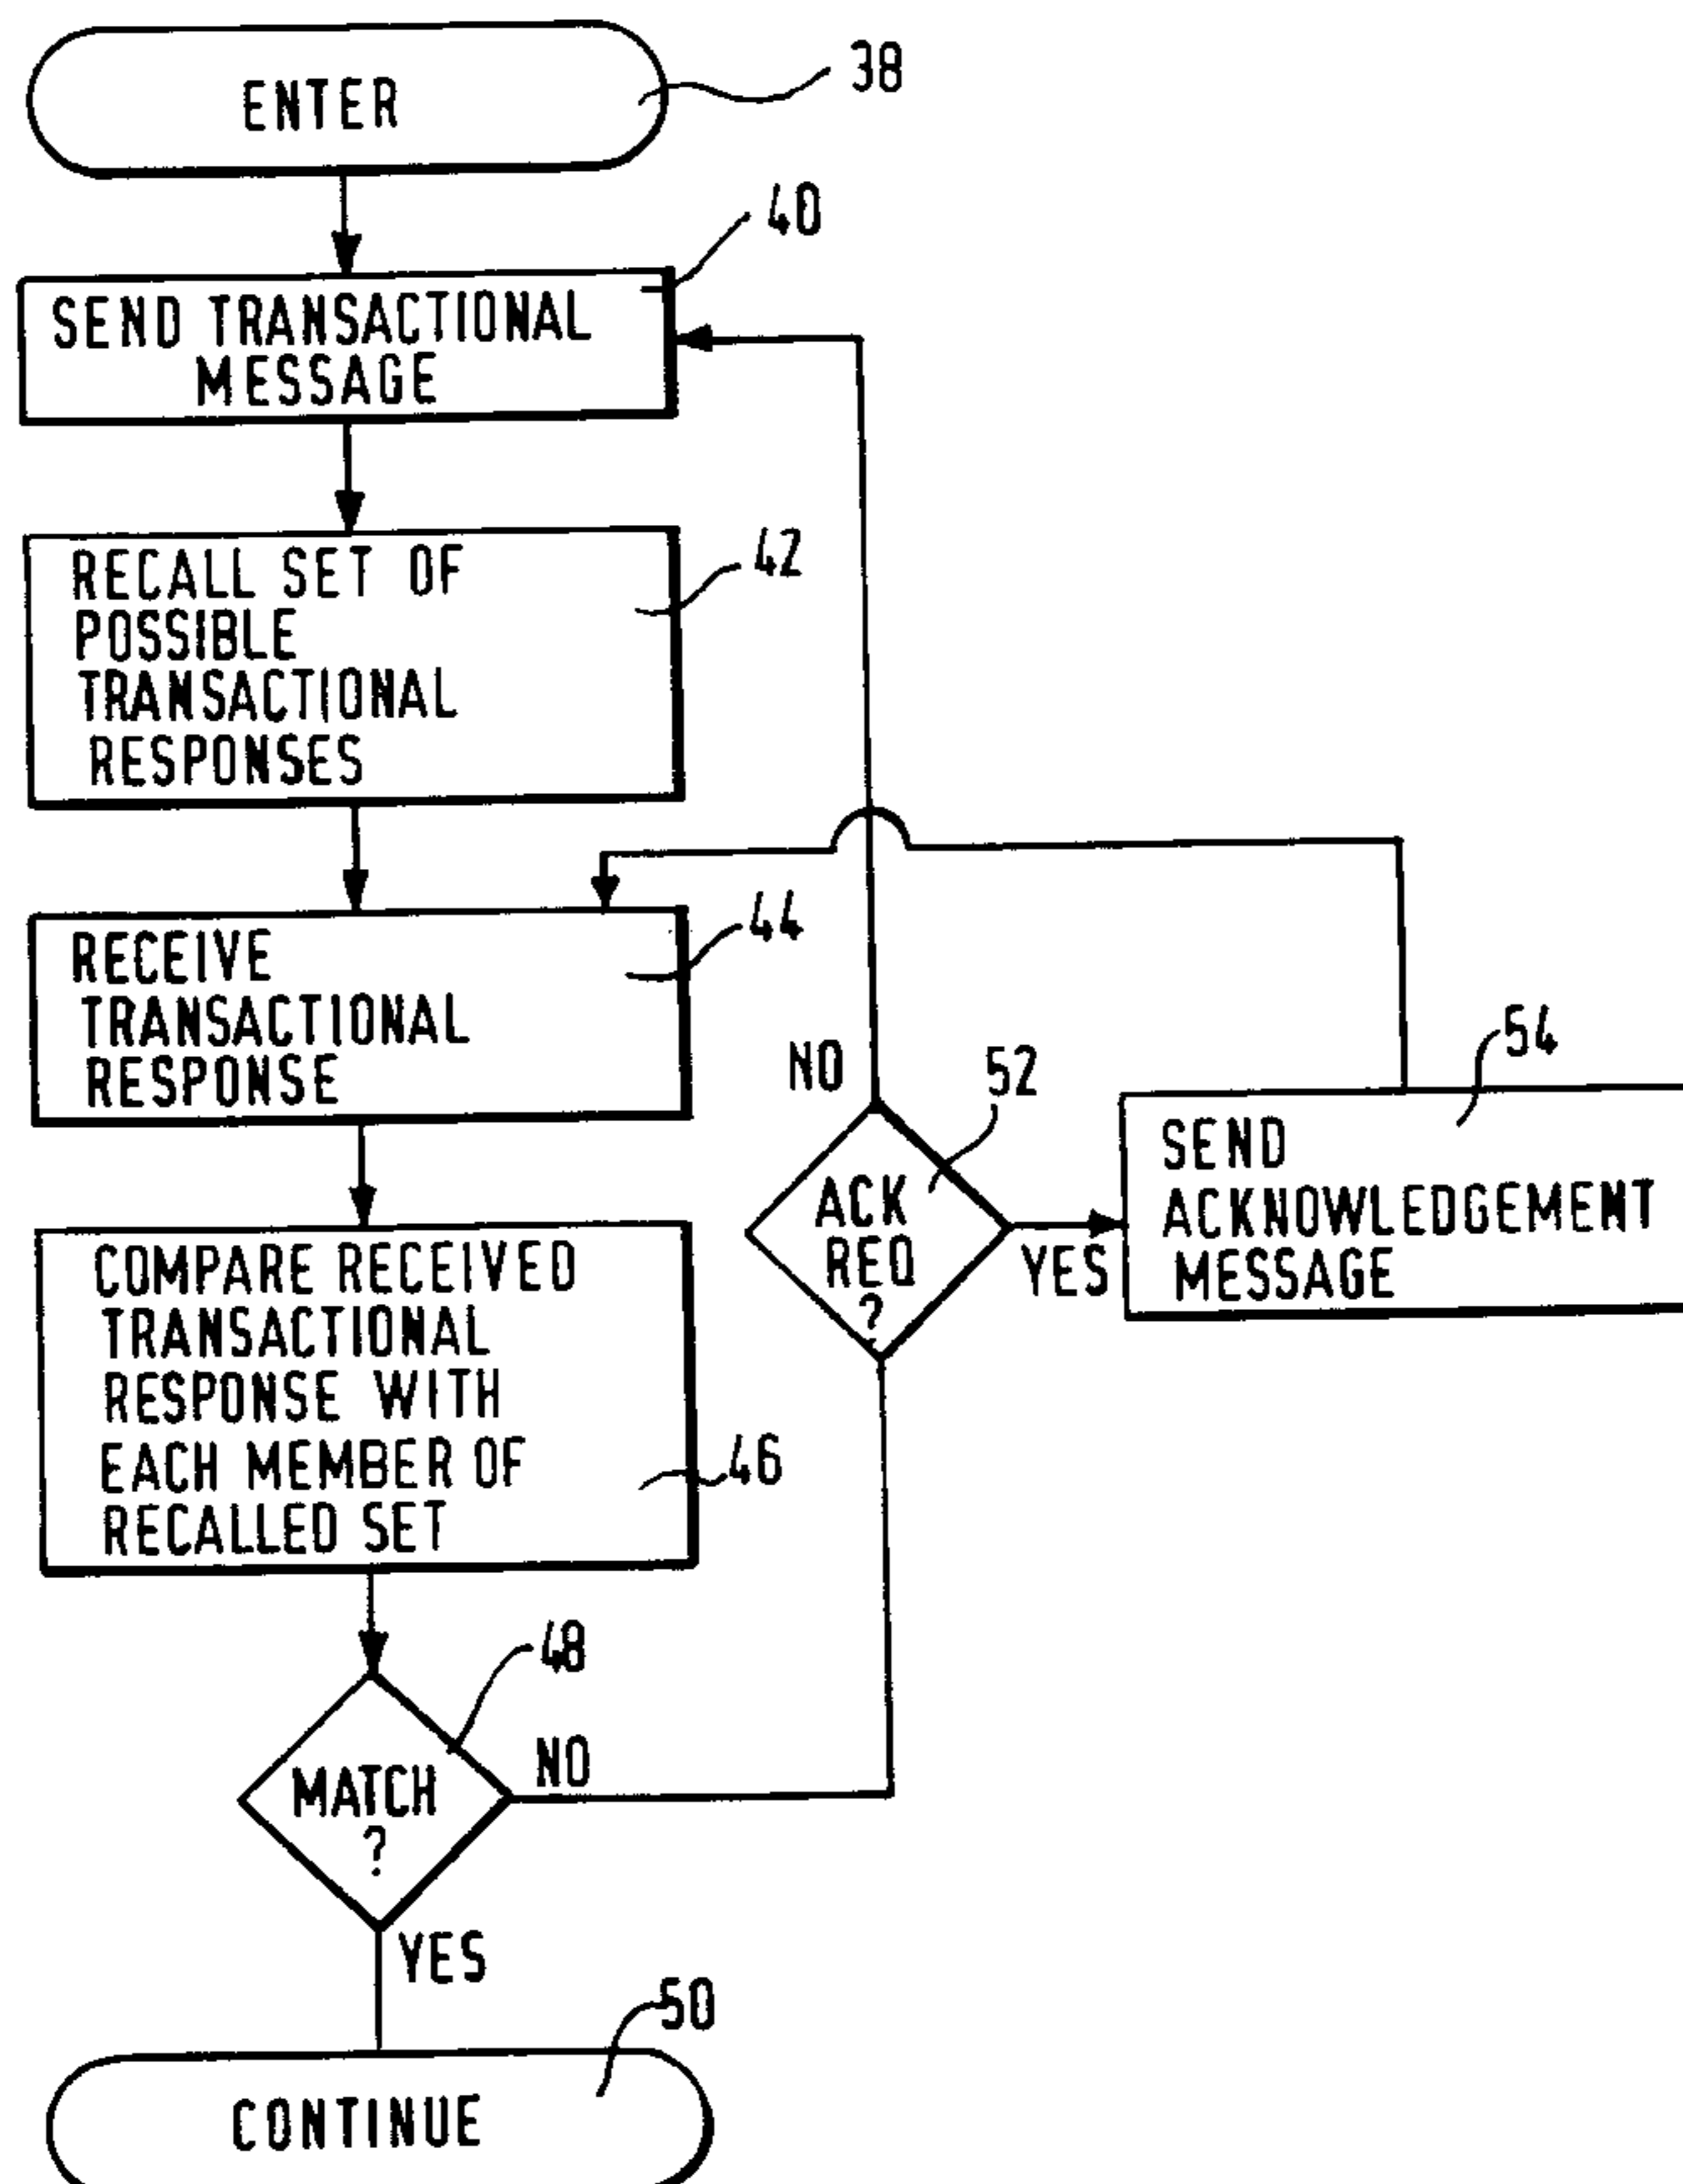 ENTER
38
40
SEND TRANSACTIONAL
MESSAGE
42
RECALL SET OF
POSSIBLE
TRANSACTIONAL
RESPONSES
44
RECEIVE
TRANSACTIONAL
RESPONSE
NO
52
54
ACK
REQ
?
YES
SEND
ACKNOWLEDGEMENT
MESSAGE
COMPARE RECEIVED
TRANSACTIONAL
RESPONSE WITH
EACH MEMBER OF
RECALLED SET
46
48
MATCH
?
NO
YES
50
CONTINUE